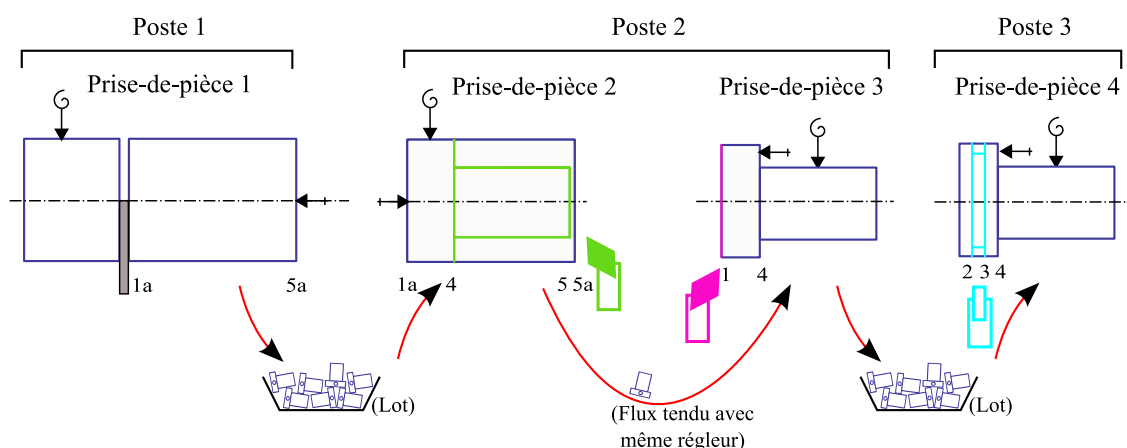 Poste 1
Poste 2
Poste 3
Prise-de-pièce 1
Prise-de-pièce 2
Prise-de-pièce 3
Prise-de-pièce 4
1a
5a
1a
4
5 5a
1
4
2
3 4
(Lot)
(Flux tendu avec
même régleur)
(Lot)